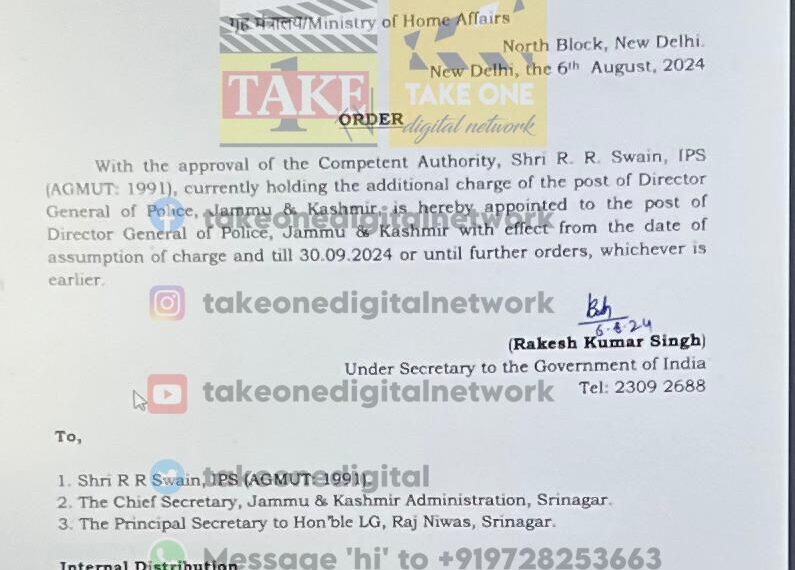 गृह मंत्रालय/Ministry of Home Affairs
North Block, New Delhi.
New Delhi, the 6th August, 2024
TAKE
1
TAKE ONE
digital network
ORDER
With the approval of the Competent Authority, Shri R. R. Swain, IPS
(AGMUT: 1991), currently holding the additional charge of the post of Director
General of Police, Jammu & Kashmir, is hereby appointed to the post of
takeonedigitalnetwork
Director General of Police, Jammu & Kashmir with effect from the date of
assumption of charge and till 30.09.2024 or until further orders, whichever is
earlier.
takeonedigitalnetwork
6.8.24
(Rakesh Kumar Singh)
Under Secretary to the Government of India
Tel: 2309 2688
takeonedigitalnetwork
To,
1. Shri R R Swain, IPS (AGMUT: 1991).
takeonedigital
2. The Chief Secretary, Jammu & Kashmir Administration, Srinagar.
3. The Principal Secretary to Hon'ble LG, Raj Niwas, Srinagar.
Message 'hi' to +919728253663
Internal Distribution